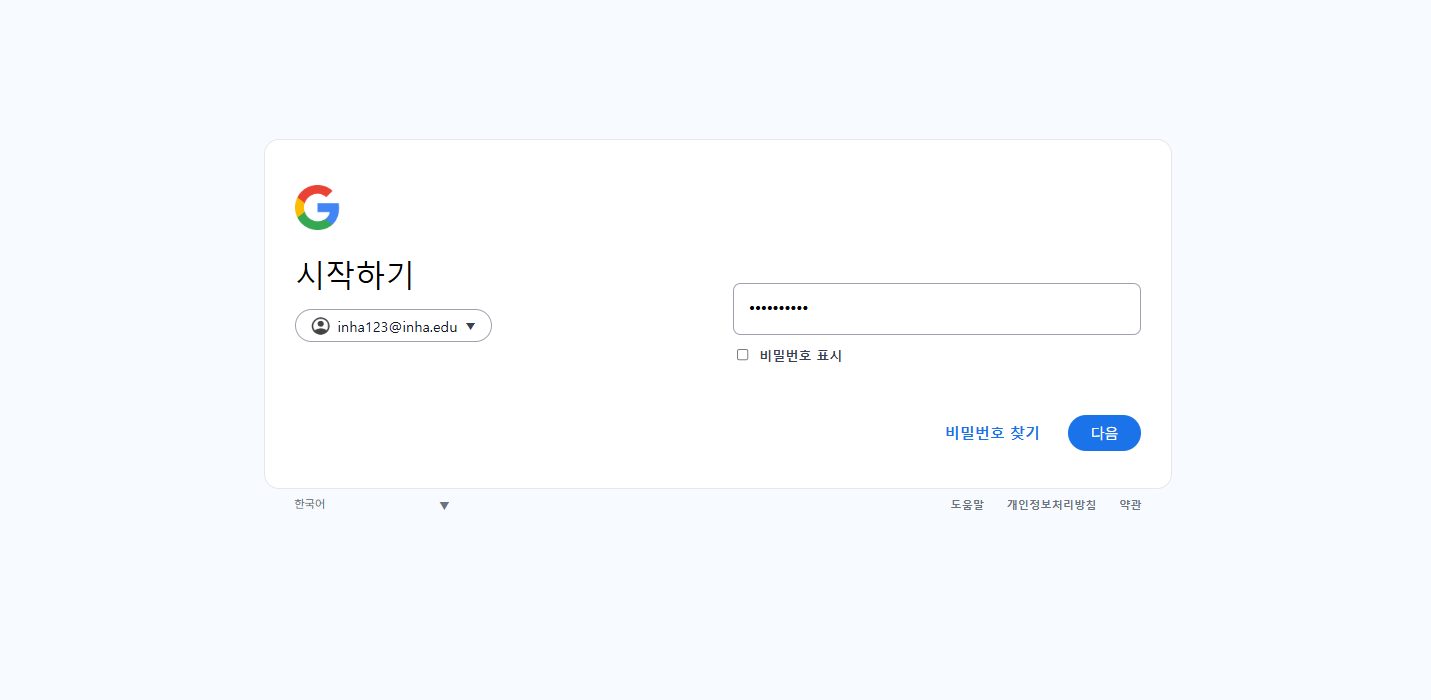 시작하기
inha123@inha.edu
••••••••••
비밀번호 표시
비밀번호 찾기
다음
한국어
도움말 개인정보처리방침 약관